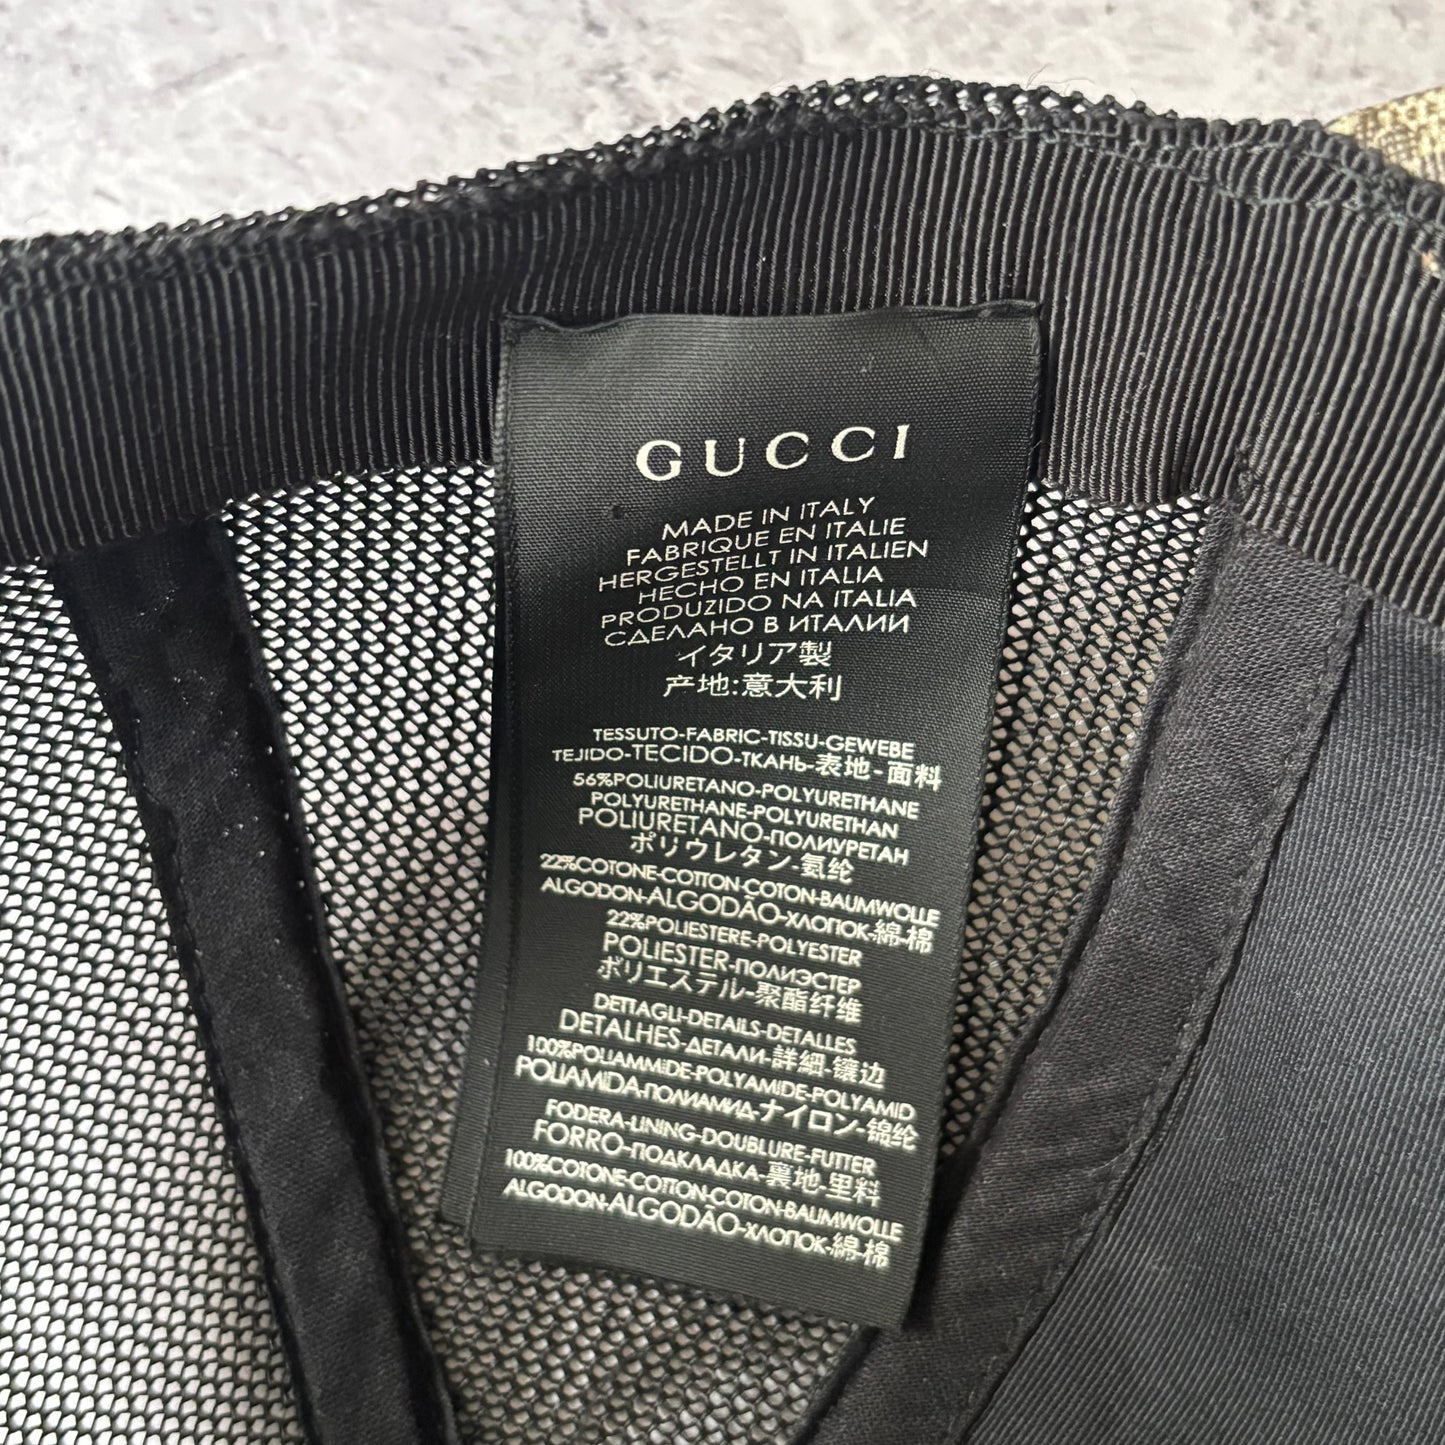 GUCCI
MADE IN ITALY
FABRIQUE EN ITALIE
HERGESTELLT IN ITALIEN
HECHO EN ITALIA
PRODUZIDO NA ITALIA
СДЕЛАНО В ИТАЛИИ
イタリア製
产地:意大利
TESSUTO-FABRIC-TISSU-GEWEBE
TEJIDO-TECIDO-ТКАНЬ-表地-面料
56%POLIURETANO-POLYURETHANE
POLYURETHANE-POLYURETHAN
POLIURETANO-ПОЛИУРЕТАН
ポリウレタン-氨纶
22%COTONE-COTTON-COTON-BAUMWOLLE
ALGODON-ALGODÃO-ХЛОПОК-綿-棉
22%POLIESTERE-POLYESTER
POLIESTER-ПОЛИЭСТЕР
ポリエステル-聚酯纤维
DETTAGLI-DETAILS-DETALLES
DETALHES-ДЕТАЛИ-詳細-镶边
100%POLIAMMIDE-POLYAMIDE-POLYAMID
POLIAMIDA-ПОЛИАМИД-ナイロン-锦纶
FODERA-LINING-DOUBLURE-FUTTER
FORRO-ПОДКЛАДКА-裏地-里料
100%COTONE-COTTON-COTON-BAUMWOLLE
ALGODON-ALGODÃO-ХЛОПОК-綿-棉